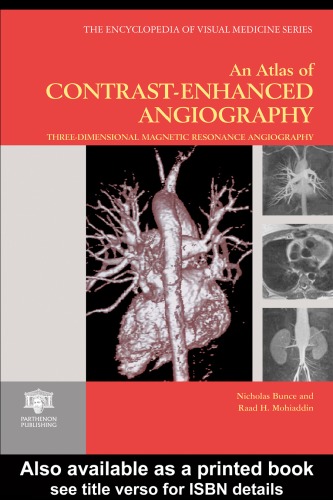 THE ENCYCLOPEDIA OF VISUAL MEDICINE SERIES
An Atlas of
CONTRAST-ENHANCED
ANGIOGRAPHY
THREE-DIMENSIONAL MAGNETIC RESONANCE ANGIOGRAPHY
Nicholas Bunce and
Raad H. Mohiaddin
PARTHENON
PUBLISHING
Also available as a printed book
see title verso for ISBN details